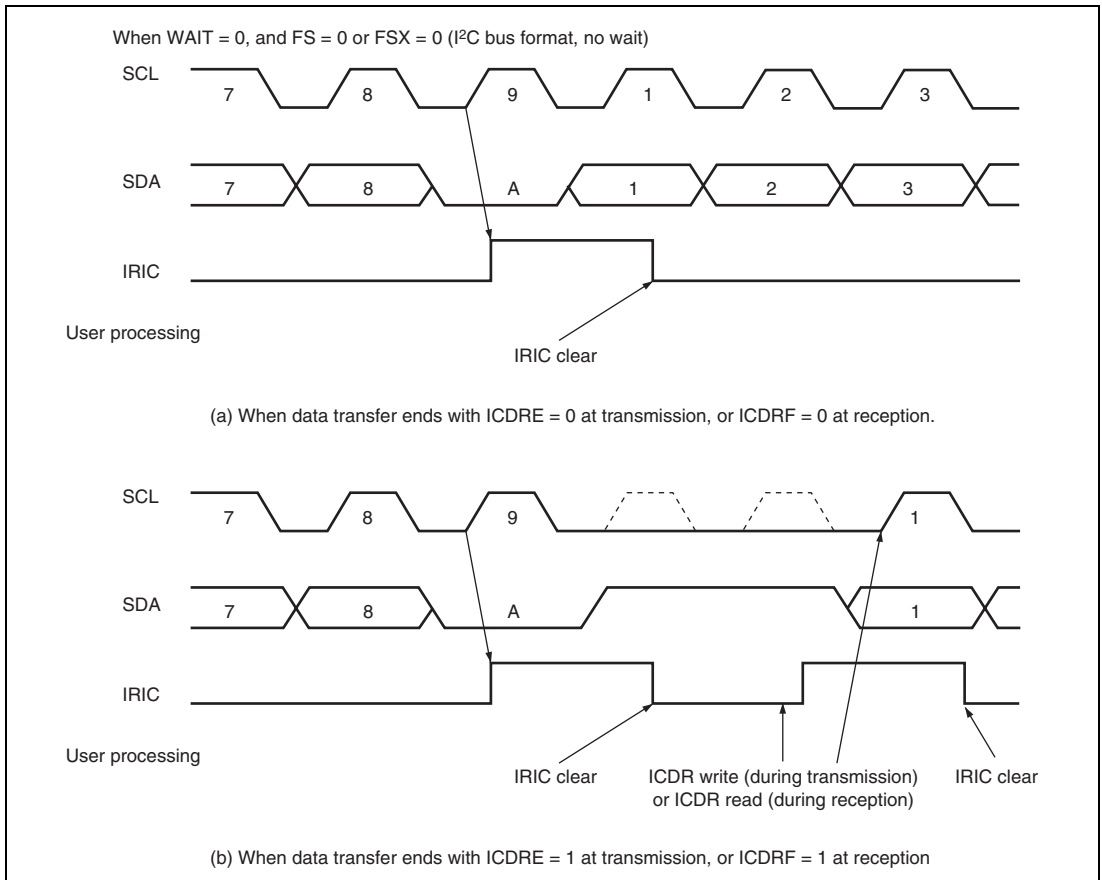 When WAIT = 0, and FS = 0 or FSX = 0 (I²C bus format, no wait)
SCL
7 8 9 1 2 3
SDA
7 8 A 1 2 3
IRIC
User processing
IRIC clear
(a) When data transfer ends with ICDRE = 0 at transmission, or ICDRF = 0 at reception.
SCL
7 8 9 1
SDA
7 8 A 1
IRIC
User processing
IRIC clear
ICDR write (during transmission)
or ICDR read (during reception)
IRIC clear
(b) When data transfer ends with ICDRE = 1 at transmission, or ICDRF = 1 at reception